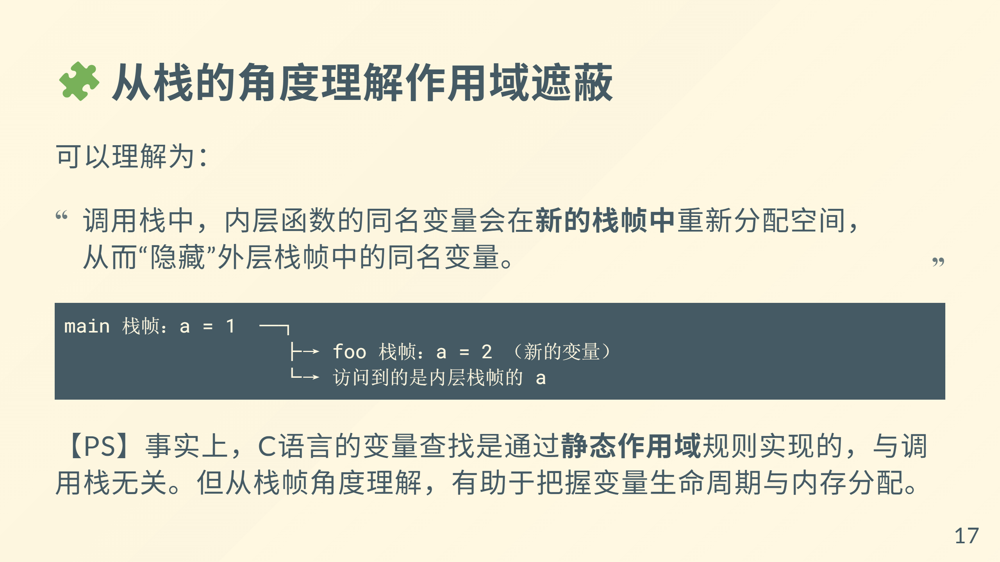 从栈的角度理解作用域遮蔽
可以理解为：
“ 调用栈中，内层函数的同名变量会在新的栈帧中重新分配空间，
从而“隐藏”外层栈帧中的同名变量。 ”
main 栈帧：a = 1  ──┐
├─→ foo 栈帧：a = 2 （新的变量）
└─→ 访问到的是内层栈帧的 a
【PS】事实上，C语言的变量查找是通过静态作用域规则实现的，与调
用栈无关。但从栈帧角度理解，有助于把握变量生命周期与内存分配。
17